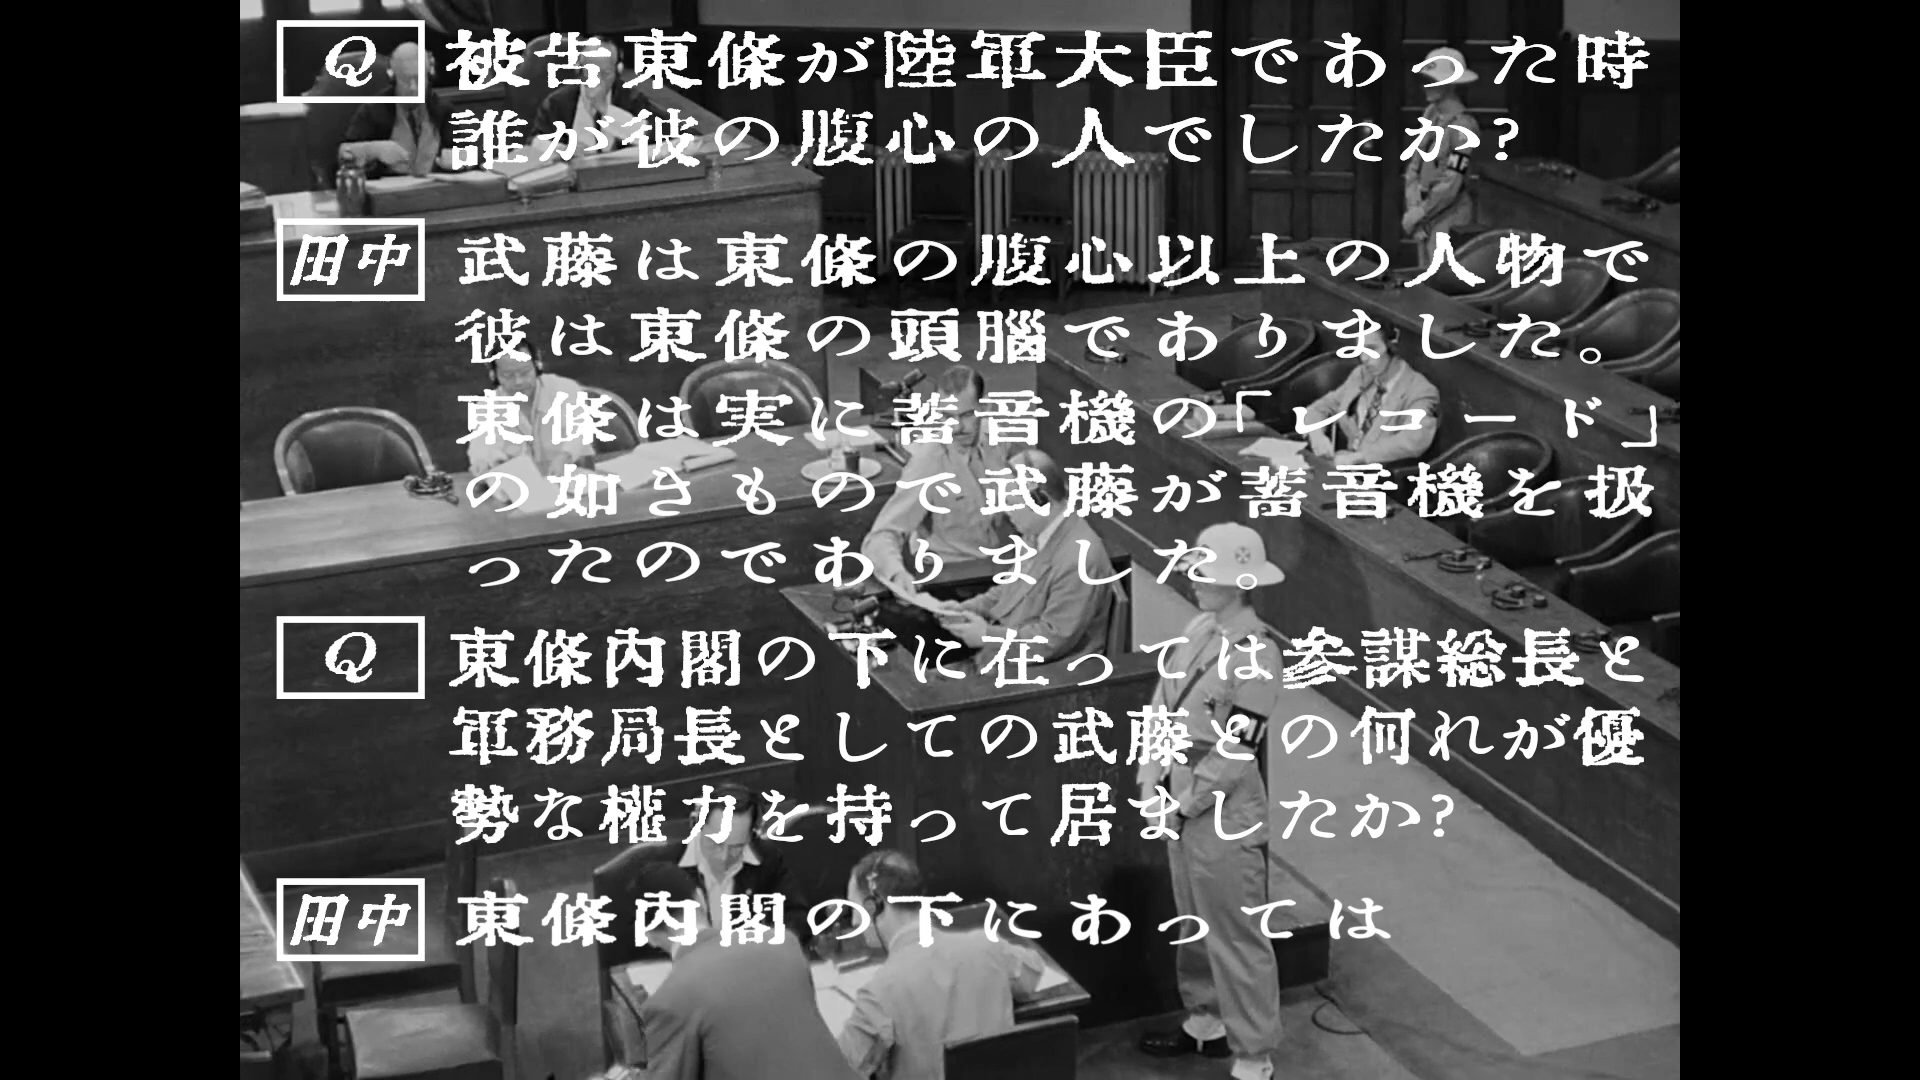 Q 被告東條が陸軍大臣であった時
誰が彼の腹心の人でしたか?
田中 武藤は東條の腹心以上の人物で
彼は東條の頭腦でありました。
東條は実に蓄音機の「レコード」
の如きもので武藤が蓄音機を扱
ったのでありました。
Q 東條内閣の下に在っては参謀総長と
軍務局長としての武藤との何れが優
勢な權力を持って居ましたか?
田中 東條内閣の下にあっては